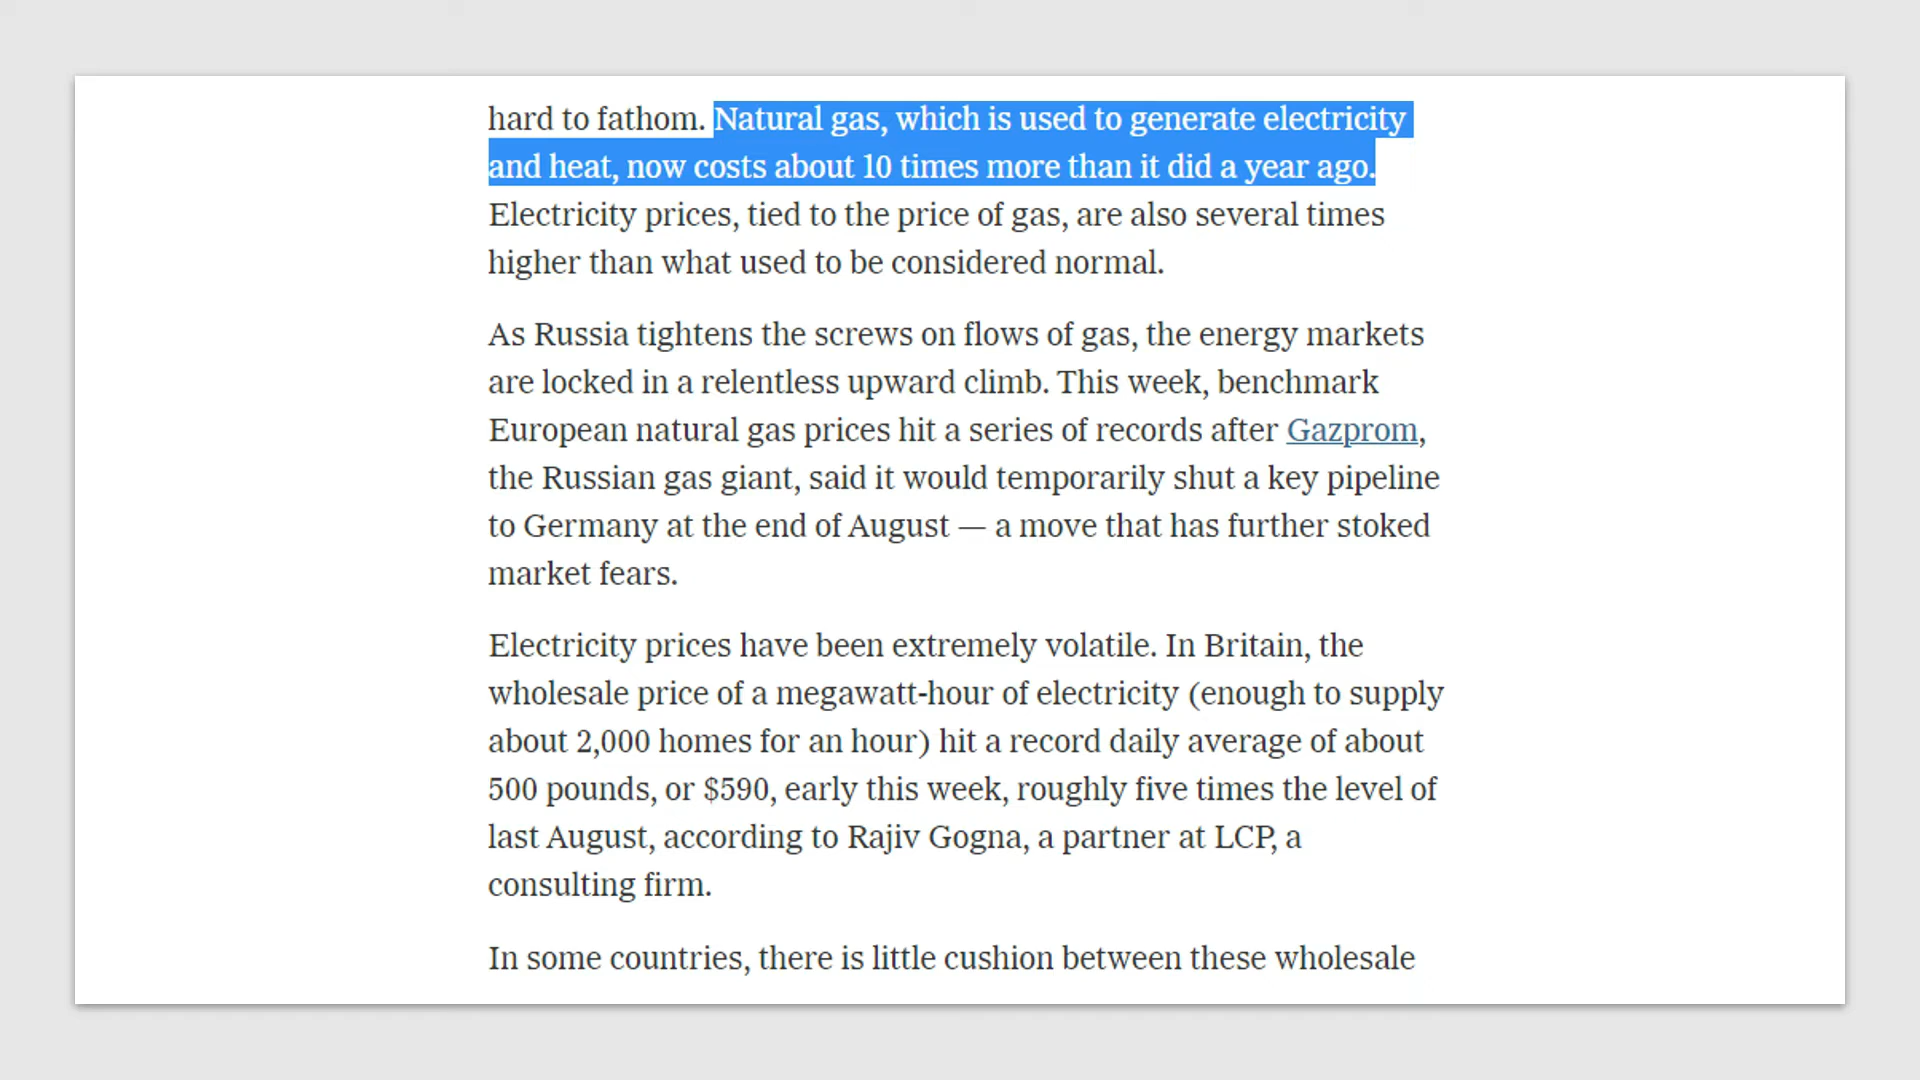 hard to fathom. Natural gas, which is used to generate electricity
and heat, now costs about 10 times more than it did a year ago.
Electricity prices, tied to the price of gas, are also several times
higher than what used to be considered normal.
As Russia tightens the screws on flows of gas, the energy markets
are locked in a relentless upward climb. This week, benchmark
European natural gas prices hit a series of records after Gazprom,
the Russian gas giant, said it would temporarily shut a key pipeline
to Germany at the end of August — a move that has further stoked
market fears.
Electricity prices have been extremely volatile. In Britain, the
wholesale price of a megawatt-hour of electricity (enough to supply
about 2,000 homes for an hour) hit a record daily average of about
500 pounds, or $590, early this week, roughly five times the level of
last August, according to Rajiv Gogna, a partner at LCP, a
consulting firm.
In some countries, there is little cushion between these wholesale